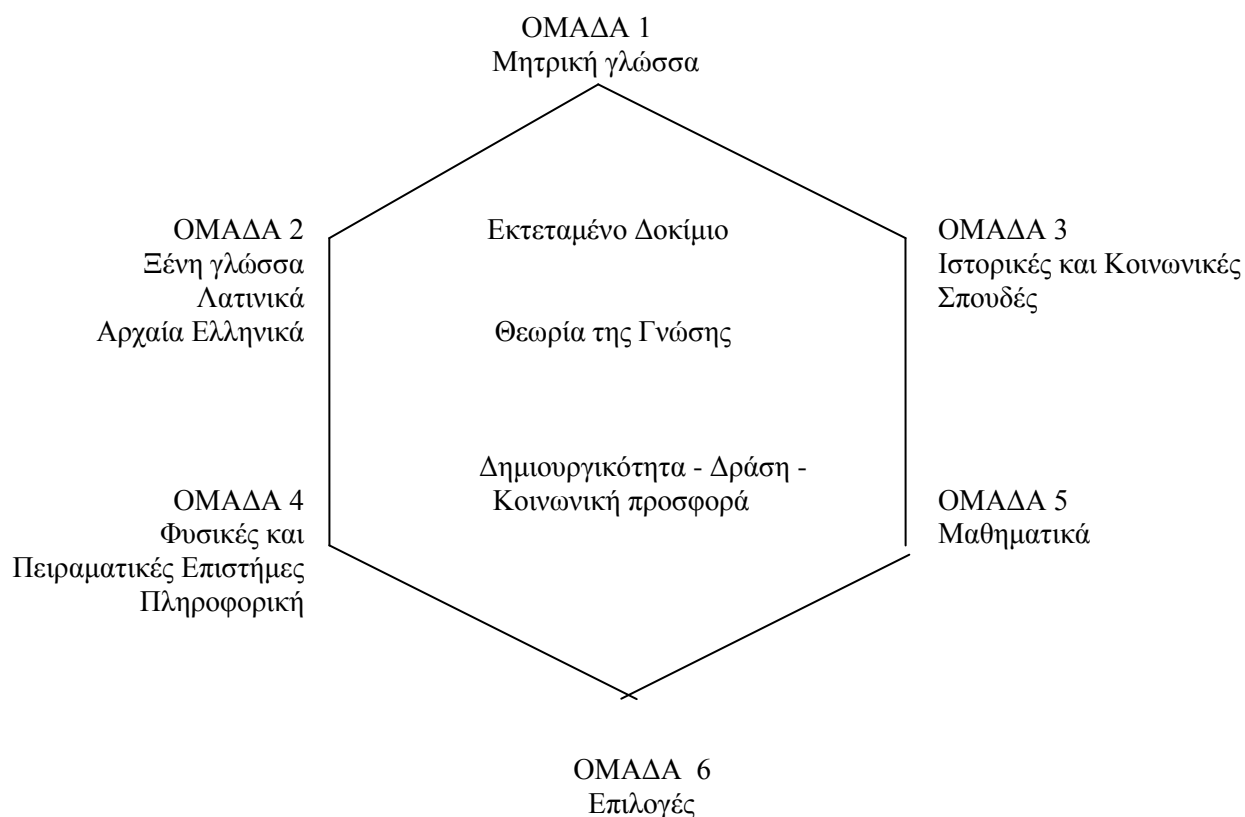 ΟΜΑΔΑ 1
Μητρική γλώσσα
ΟΜΑΔΑ 2
Ξένη γλώσσα
Λατινικά
Αρχαία Ελληνικά
Εκτεταμένο Δοκίμιο
Θεωρία της Γνώσης
ΟΜΑΔΑ 3
Ιστορικές και Κοινωνικές
Σπουδές
ΟΜΑΔΑ 4
Φυσικές και
Πειραματικές Επιστήμες
Πληροφορική
Δημιουργικότητα - Δράση -
Κοινωνική προσφορά
ΟΜΑΔΑ 5
Μαθηματικά
ΟΜΑΔΑ 6
Επιλογές